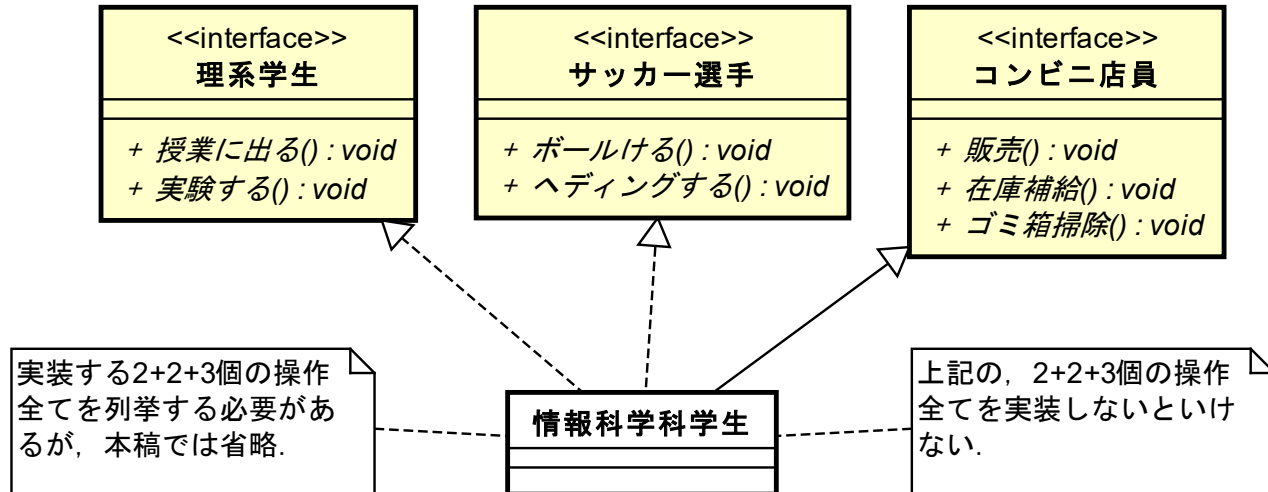 <<interface>>
理系学生
+ 授業に出る() : void
+ 実験する() : void
<<interface>>
サッカー選手
+ ボールける() : void
+ ヘディングする() : void
<<interface>>
コンビニ店員
+ 販売() : void
+ 在庫補給() : void
+ ゴミ箱掃除() : void
実装する2+2+3個の操作
全てを列挙する必要があ
るが，本稿では省略.
情報科学科学生
上記の，2+2+3個の操作
全てを実装しないといけ
ない.